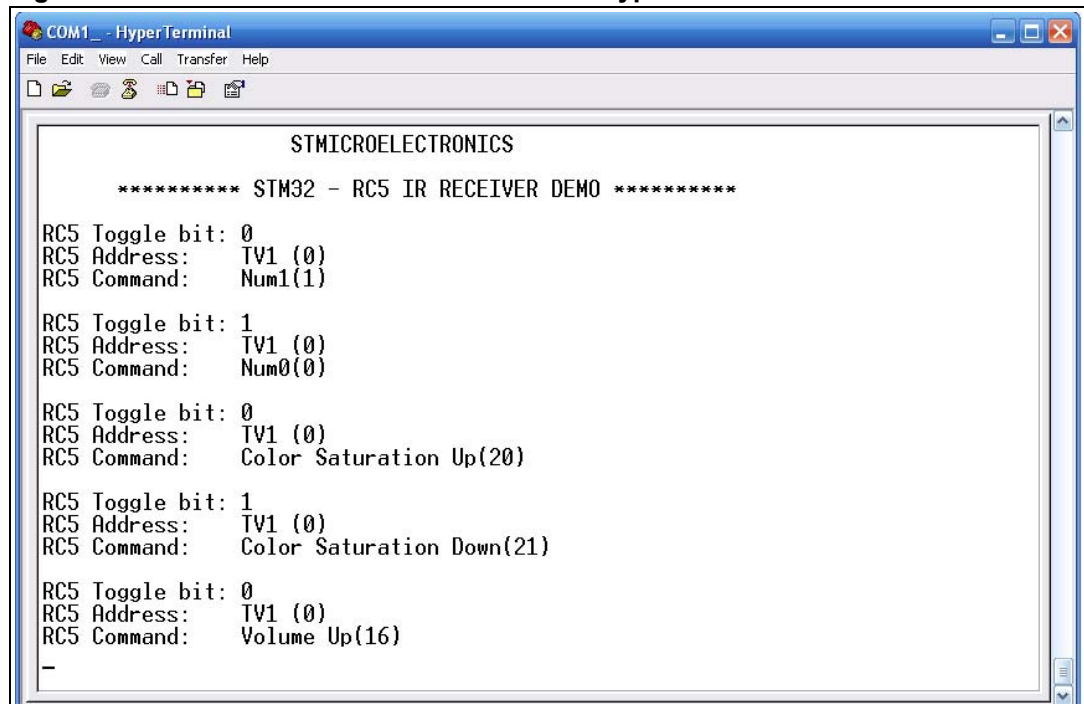 COM1_ - HyperTerminal
File Edit View Call Transfer Help
STMICROELECTRONICS
********** STM32 - RC5 IR RECEIVER DEMO **********
RC5 Toggle bit: 0
RC5 Address: TV1 (0)
RC5 Command: Num1(1)
RC5 Toggle bit: 1
RC5 Address: TV1 (0)
RC5 Command: Num0(0)
RC5 Toggle bit: 0
RC5 Address: TV1 (0)
RC5 Command: Color Saturation Up(20)
RC5 Toggle bit: 1
RC5 Address: TV1 (0)
RC5 Command: Color Saturation Down(21)
RC5 Toggle bit: 0
RC5 Address: TV1 (0)
RC5 Command: Volume Up(16)
_